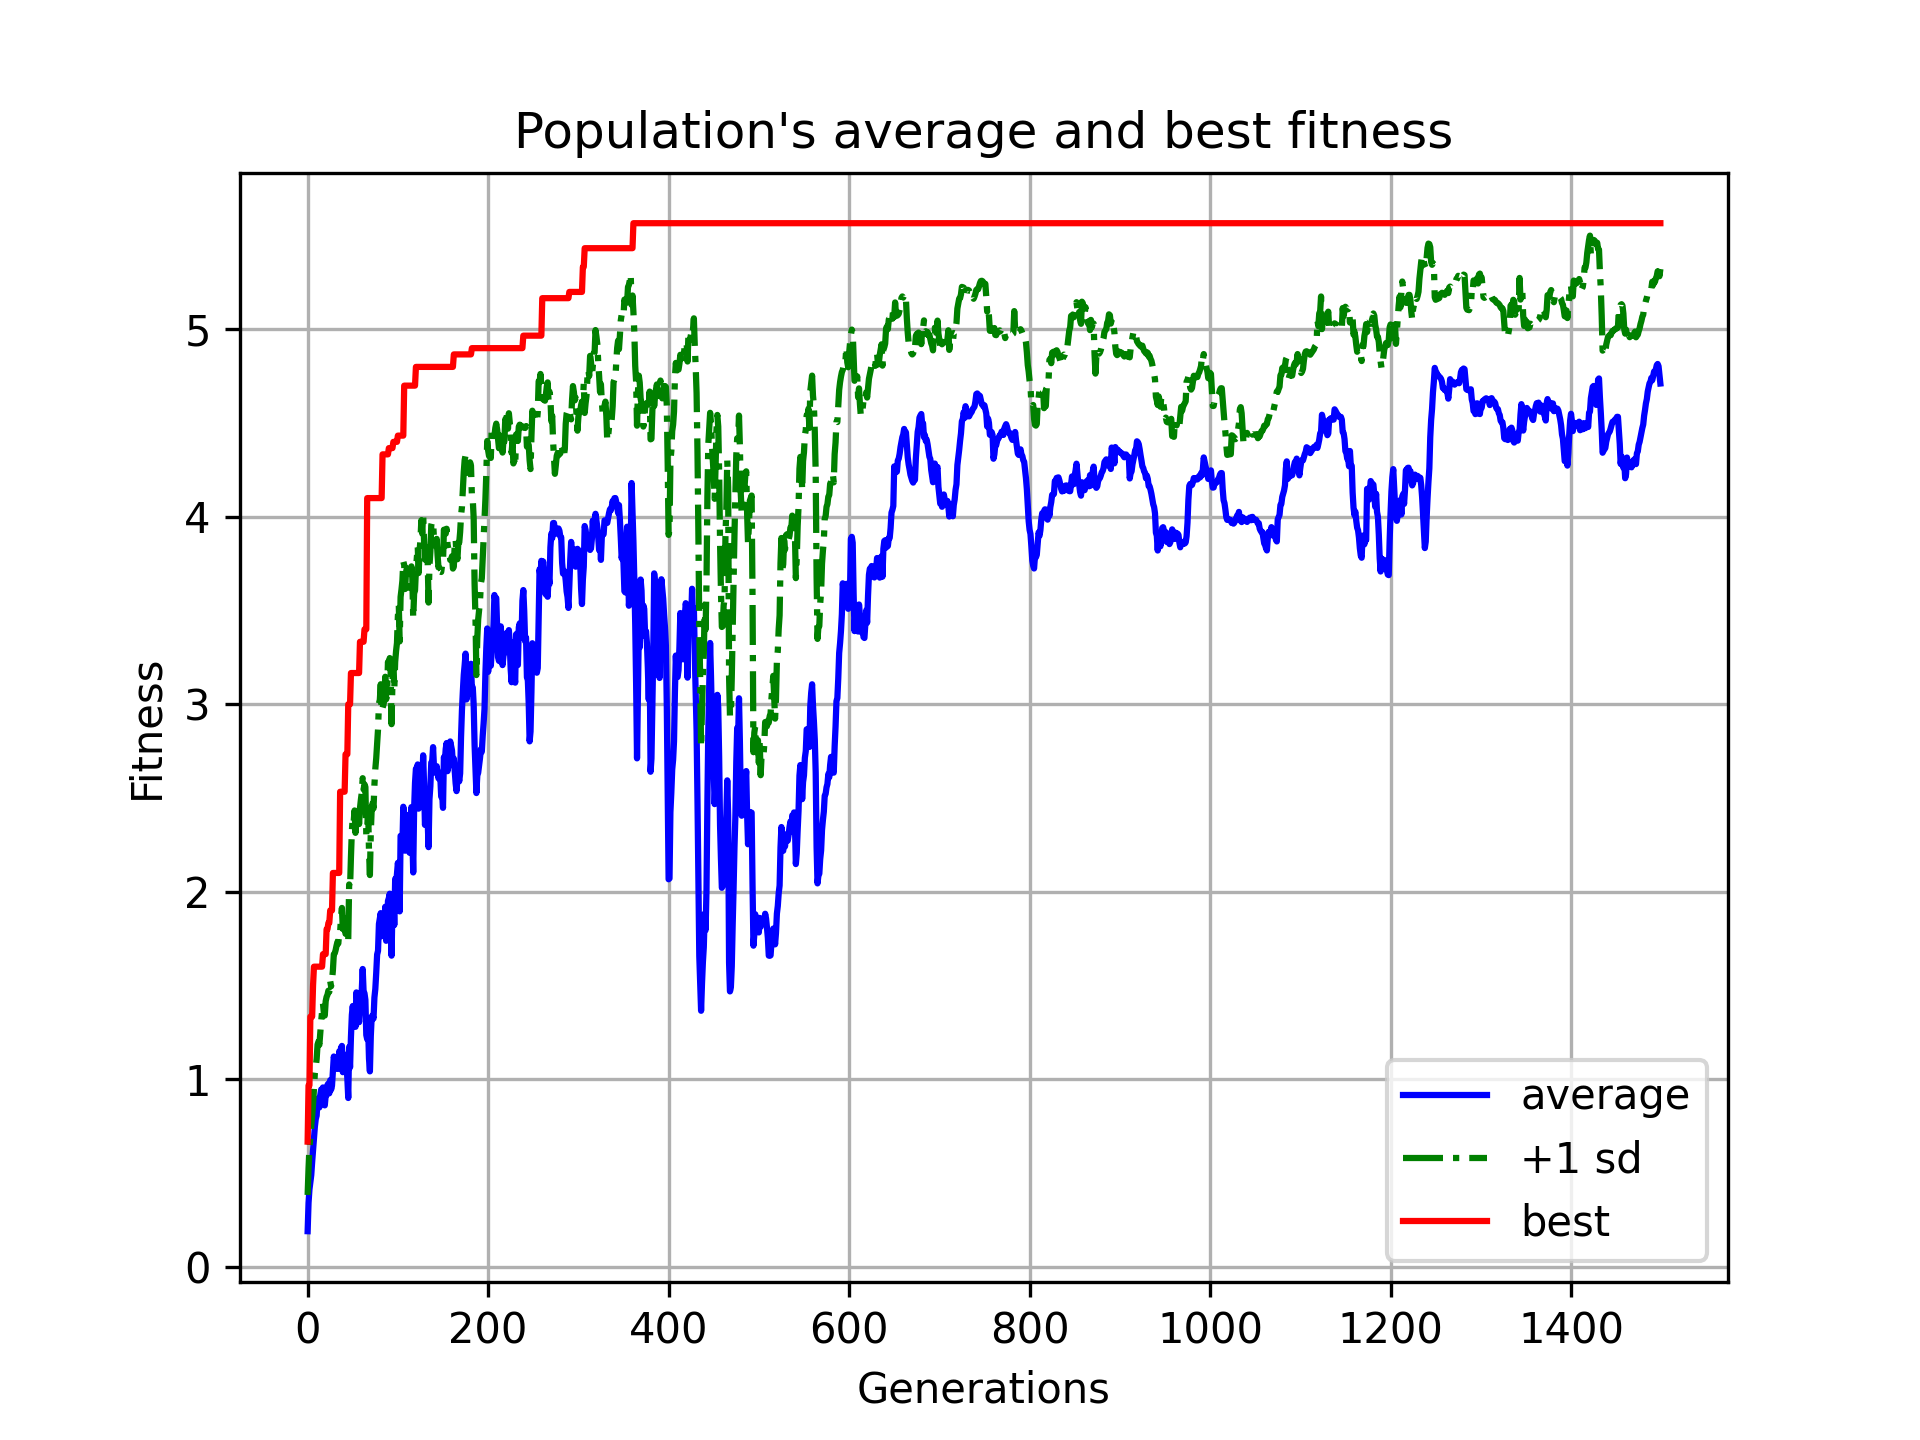 Population's average and best fitness
Fitness
5
4
3
2
1
0
0 200 400 600 800 1000 1200 1400
Generations
average
+1 sd
best